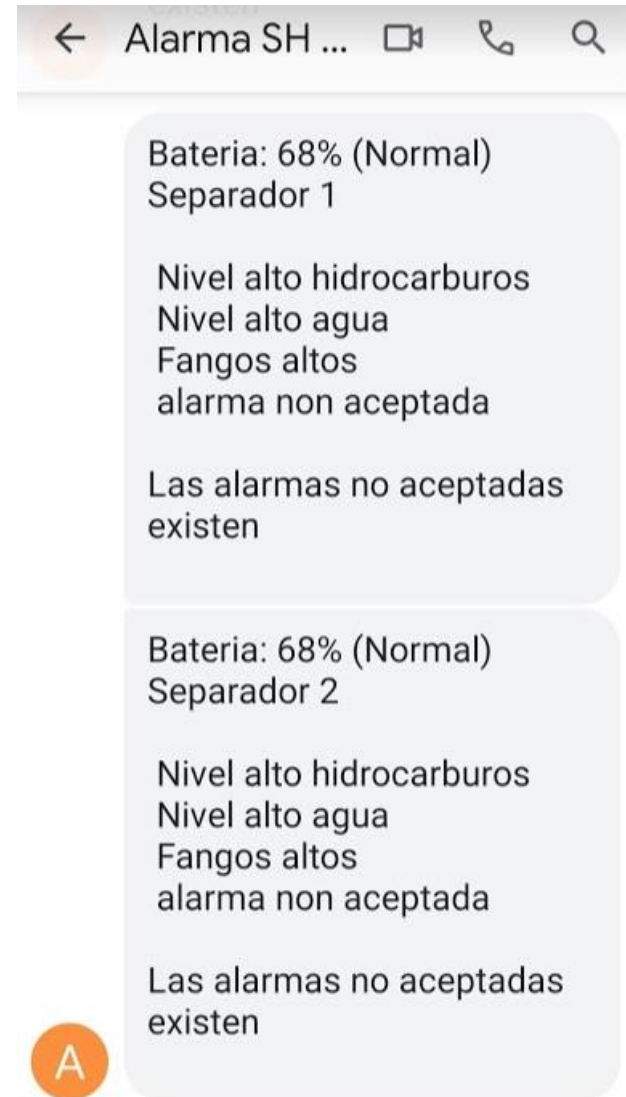 existen
Alarma SH ...
Bateria: 68% (Normal)
Separador 1
Nivel alto hidrocarburos
Nivel alto agua
Fangos altos
alarma non aceptada
Las alarmas no aceptadas
existen
Bateria: 68% (Normal)
Separador 2
Nivel alto hidrocarburos
Nivel alto agua
Fangos altos
alarma non aceptada
Las alarmas no aceptadas
existen
A